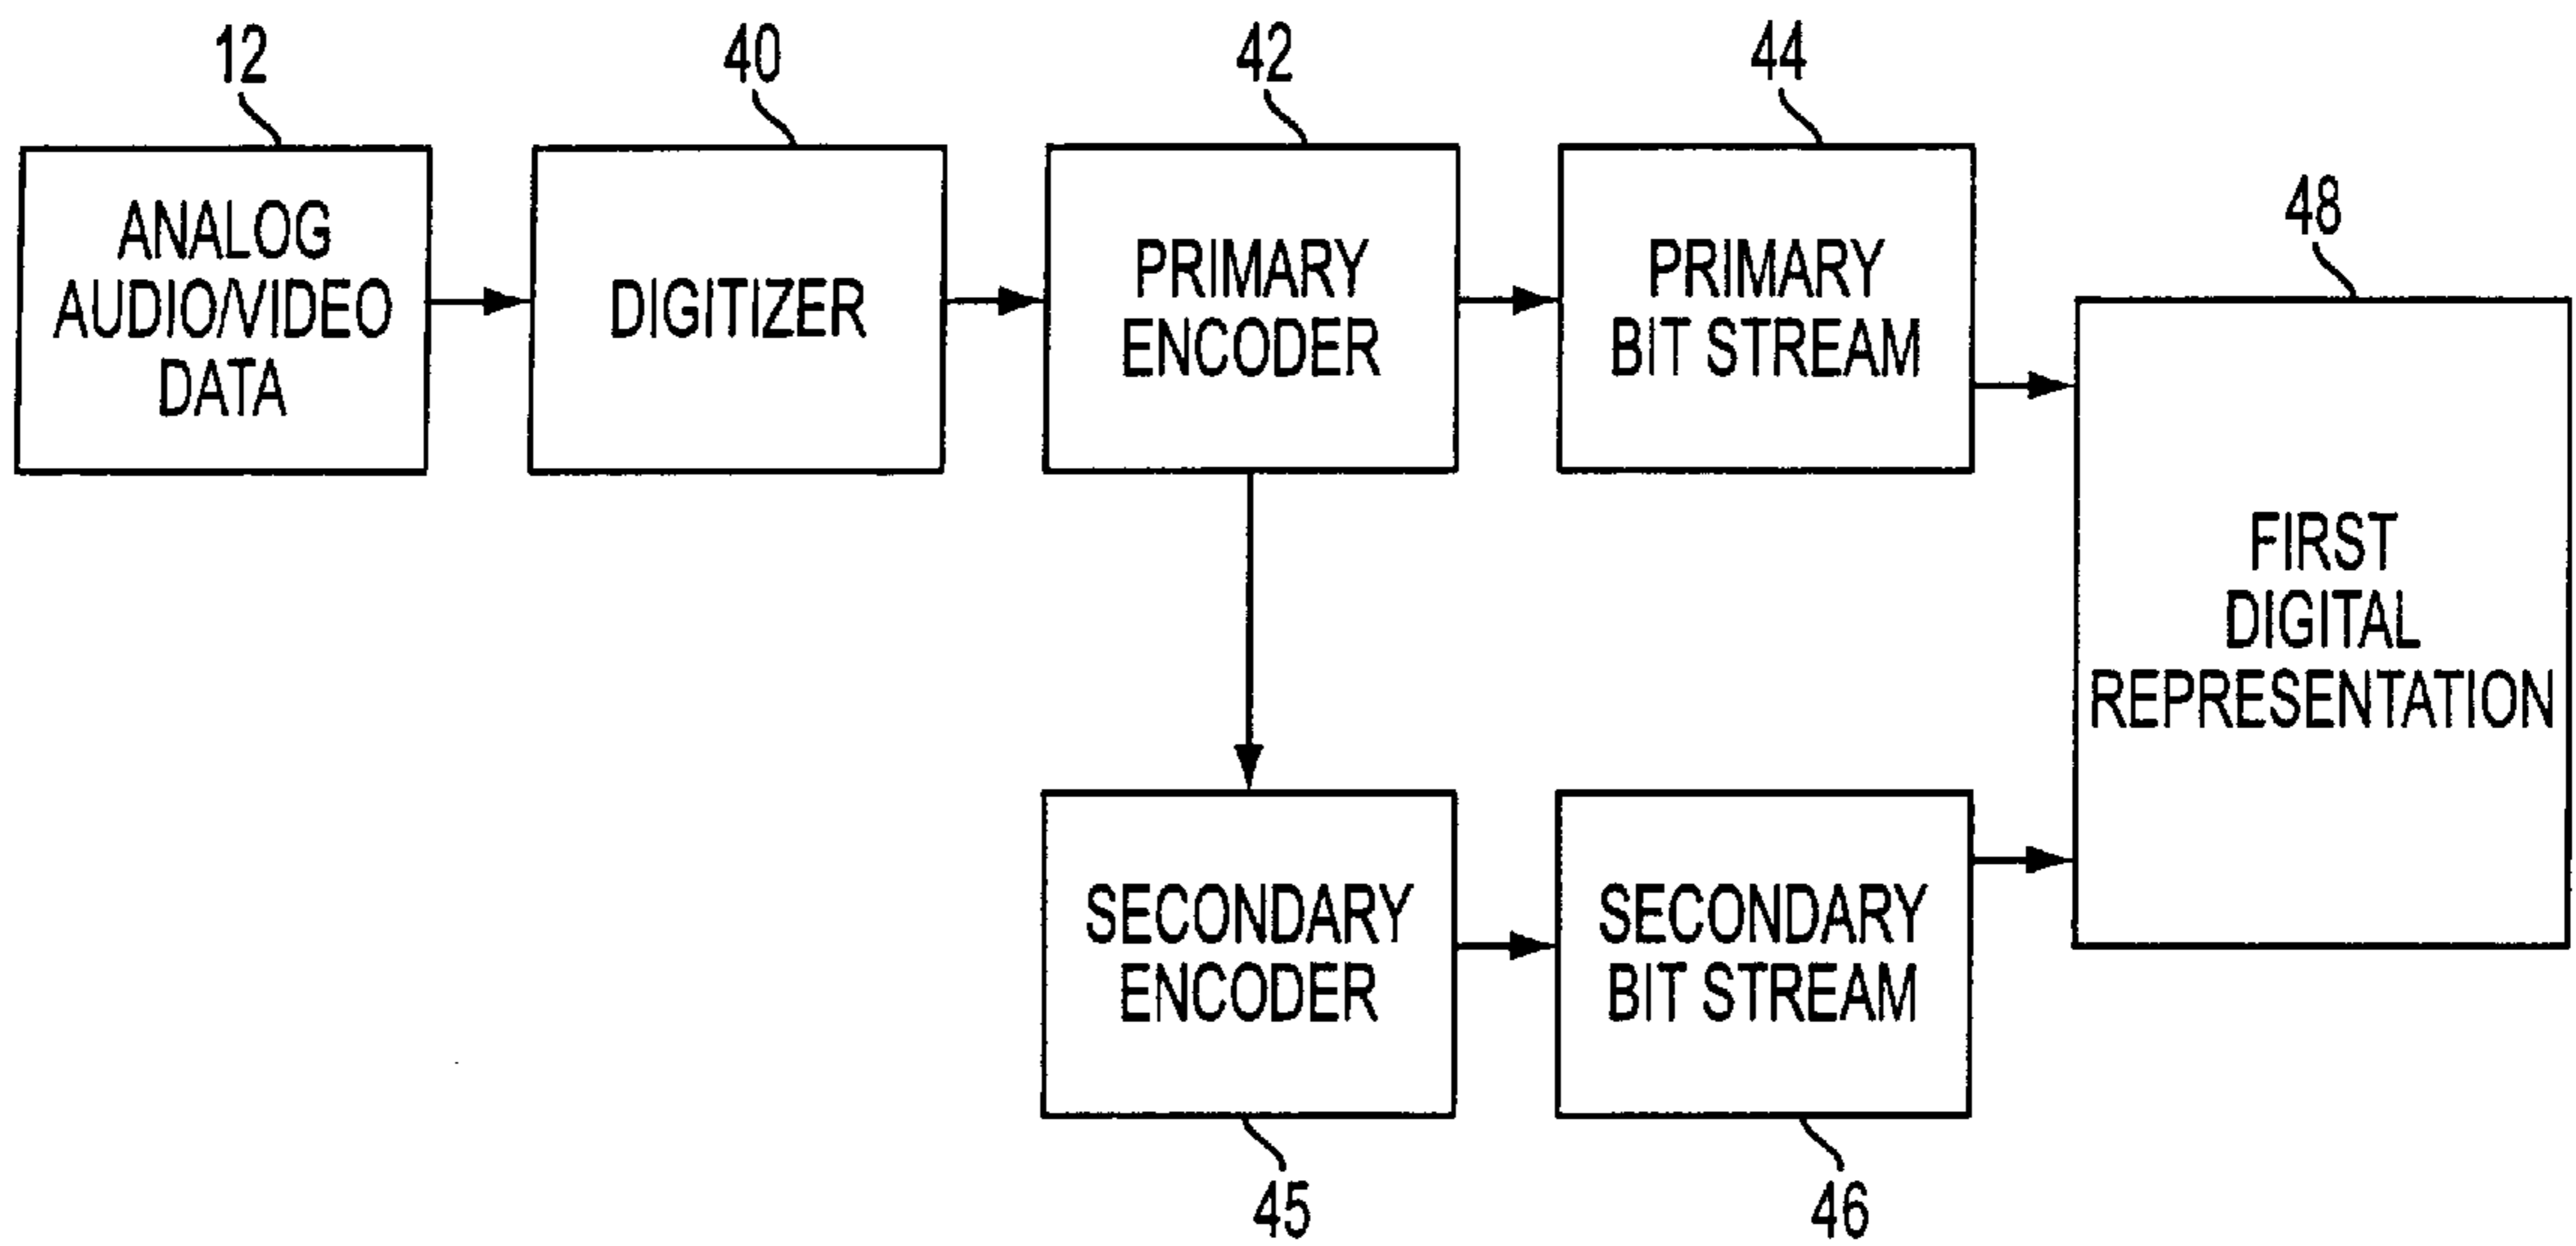 12
40
42
44
48
ANALOG
AUDIO/VIDEO
DATA
DIGITIZER
PRIMARY
ENCODER
PRIMARY
BIT STREAM
FIRST
DIGITAL
REPRESENTATION
SECONDARY
ENCODER
SECONDARY
BIT STREAM
45
46